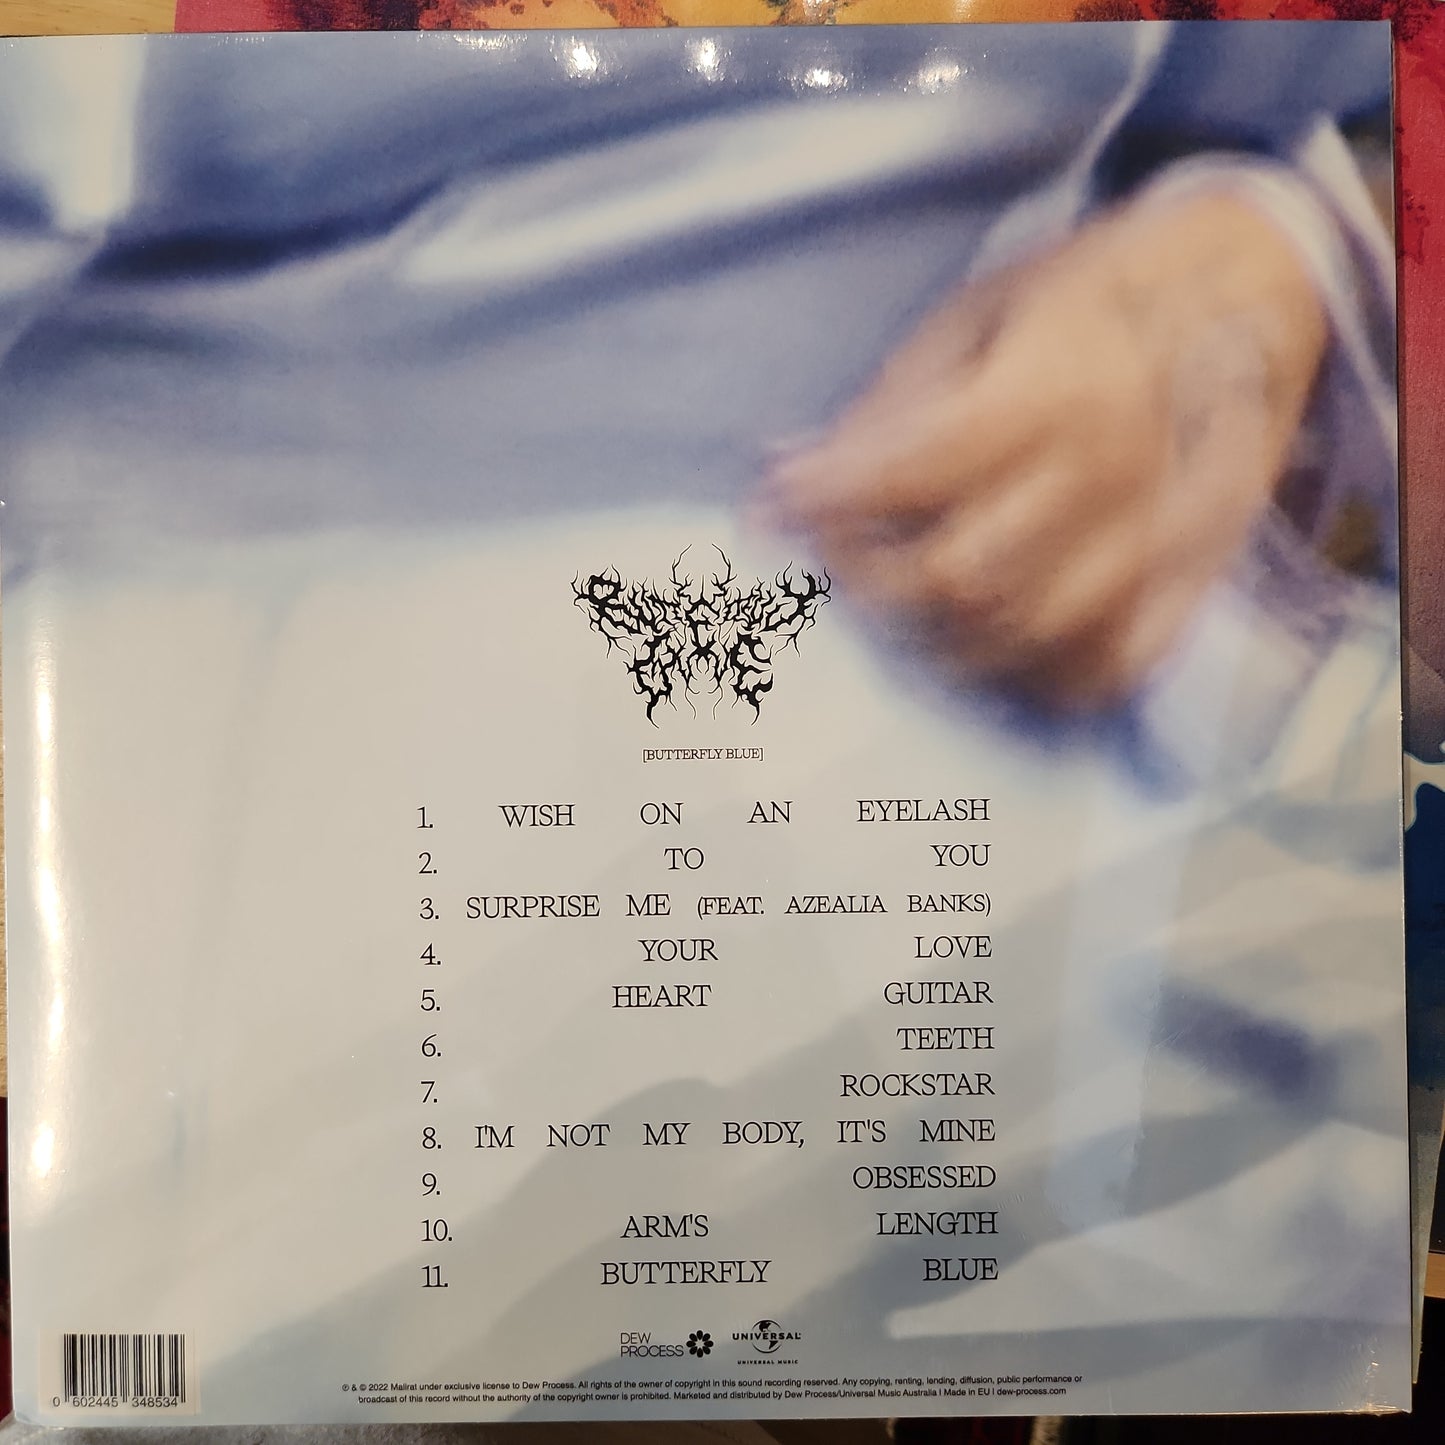 BUTTERFLY
BLUE
[BUTTERFLY BLUE]
1. WISH ON AN EYELASH
2. TO YOU
3. SURPRISE ME (FEAT. AZEALIA BANKS)
4. YOUR LOVE
5. HEART GUITAR
6. TEETH
7. ROCKSTAR
8. I'M NOT MY BODY, IT'S MINE
9. OBSESSED
10. ARM'S LENGTH
11. BUTTERFLY BLUE
DEW
PROCESS
UNIVERSAL
UNIVERSAL MUSIC
℗ & © 2022 Mallrat under exclusive license to Dew Process. All rights of the owner of copyright in this sound recording reserved. Any copying, renting, lending, diffusion, public performance or
broadcast of this record without the authority of the copyright owner is prohibited. Marketed and distributed by Dew Process/Universal Music Australia | Made in EU | dew-process.com
0 602445 348534